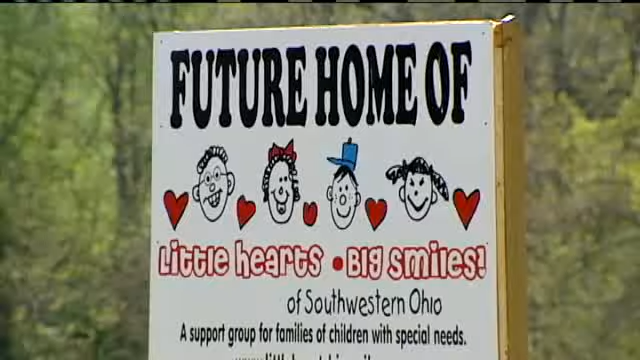 FUTURE HOME OF
Little hearts • Big smiles!
of Southwestern Ohio
A support group for families of children with special needs.